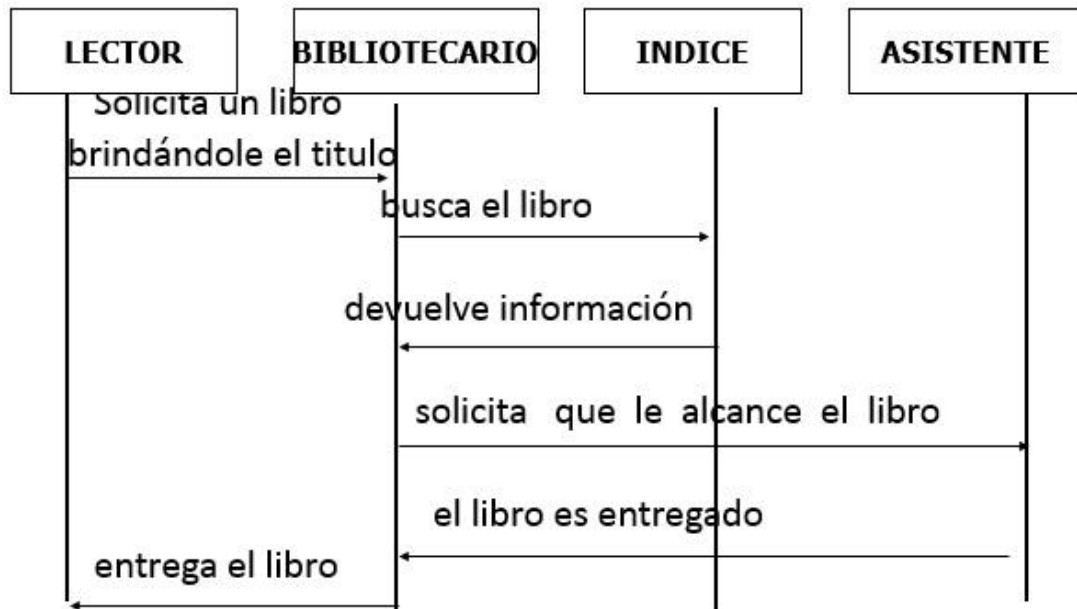 LECTOR
BIBLIOTECARIO
INDICE
ASISTENTE
Solicita un libro
brindándole el titulo
busca el libro
devuelve información
solicita que le alcance el libro
el libro es entregado
entrega el libro